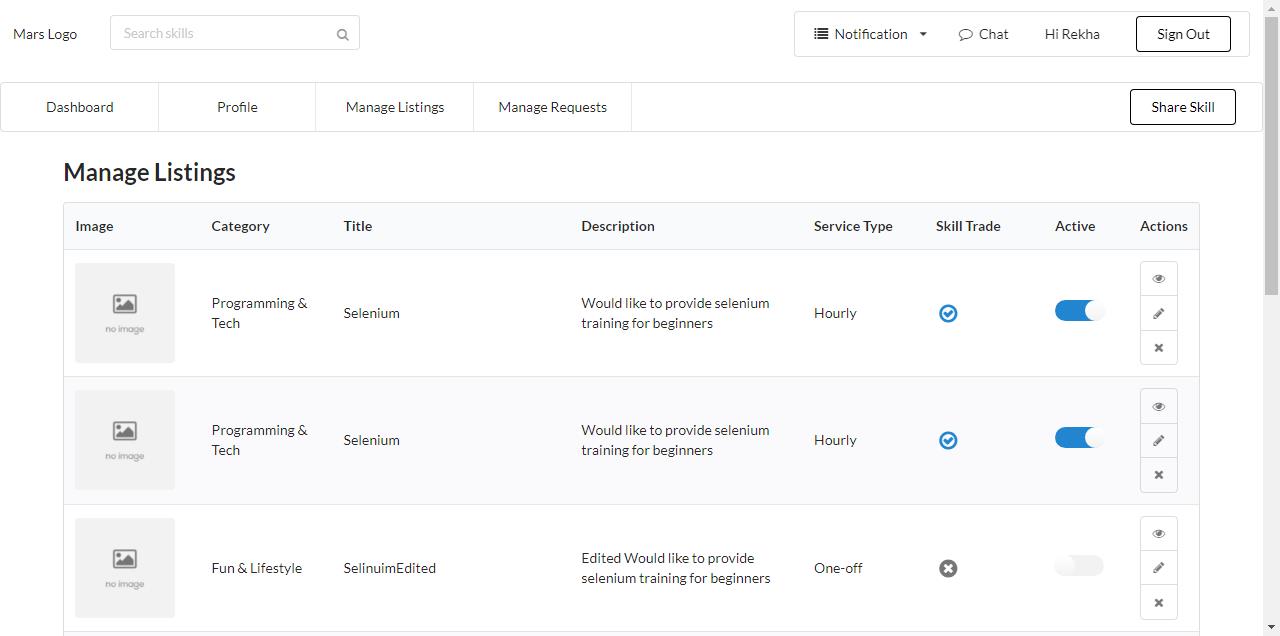 Mars Logo
Search skills
Notification
Chat
Hi Rekha
Sign Out
Dashboard
Profile
Manage Listings
Manage Requests
Share Skill
Manage Listings
Image
Category
Title
Description
Service Type
Skill Trade
Active
Actions
no image
Programming &
Tech
Selenium
Would like to provide selenium
training for beginners
Hourly
no image
Programming &
Tech
Selenium
Would like to provide selenium
training for beginners
Hourly
no image
Fun & Lifestyle
SelinuimEdited
Edited Would like to provide
selenium training for beginners
One-off